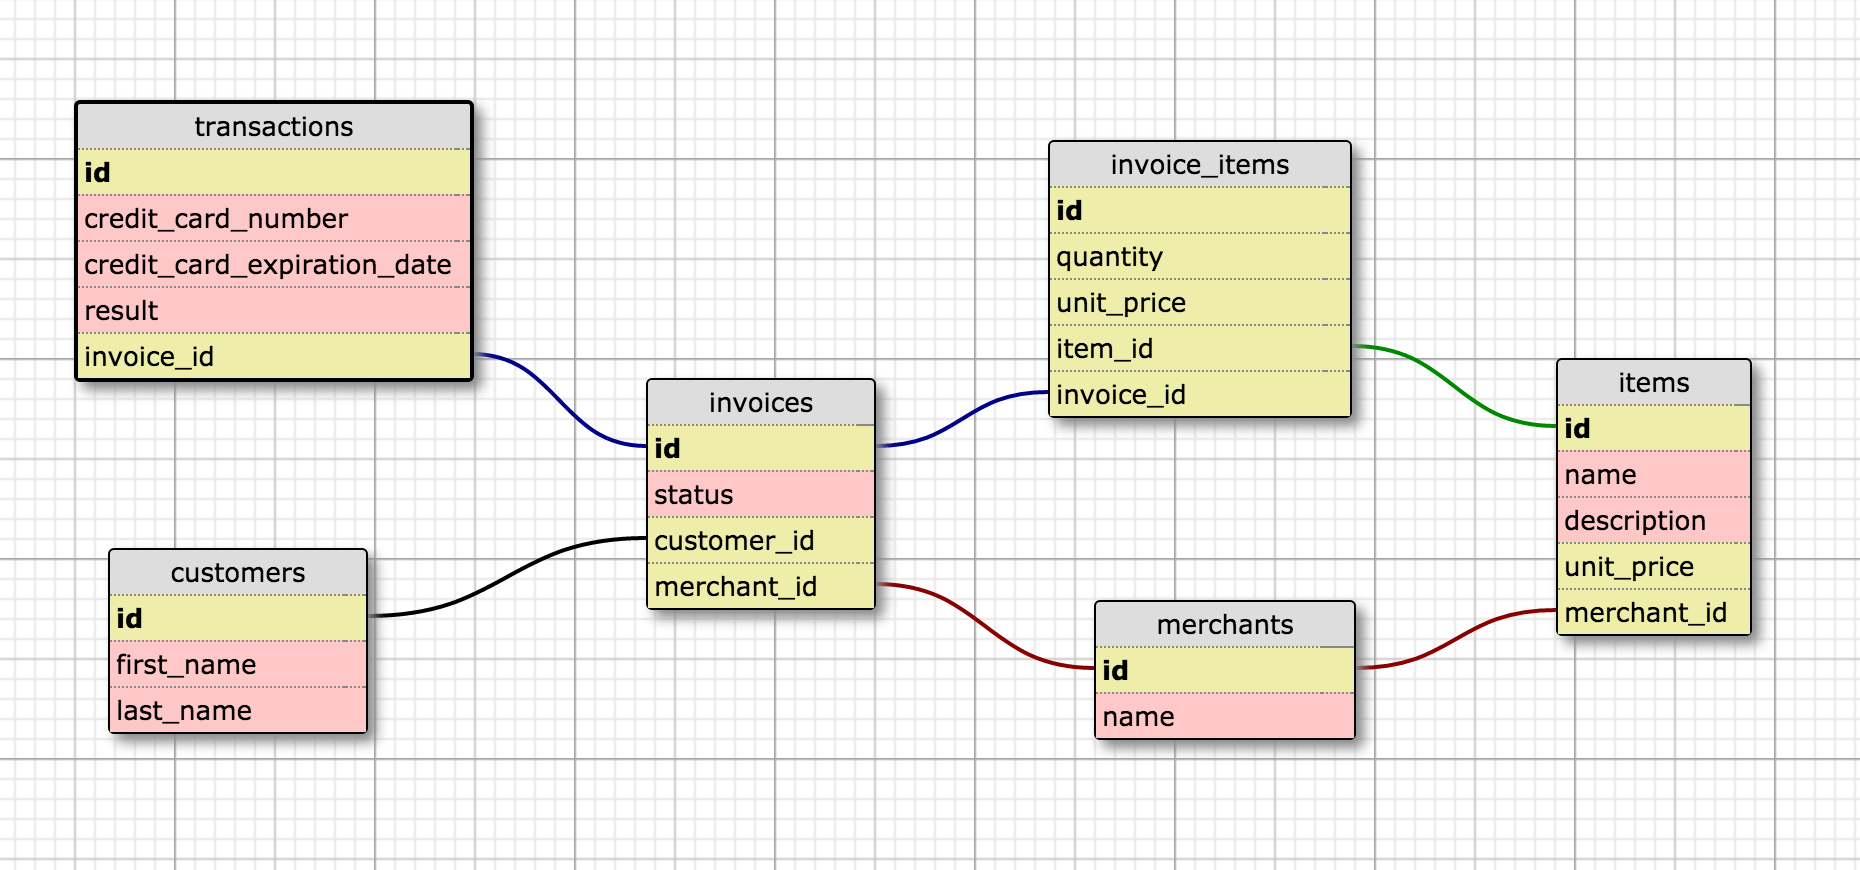 transactions
id
credit_card_number
credit_card_expiration_date
result
invoice_id
customers
id
first_name
last_name
invoices
id
status
customer_id
merchant_id
invoice_items
id
quantity
unit_price
item_id
invoice_id
merchants
id
name
items
id
name
description
unit_price
merchant_id